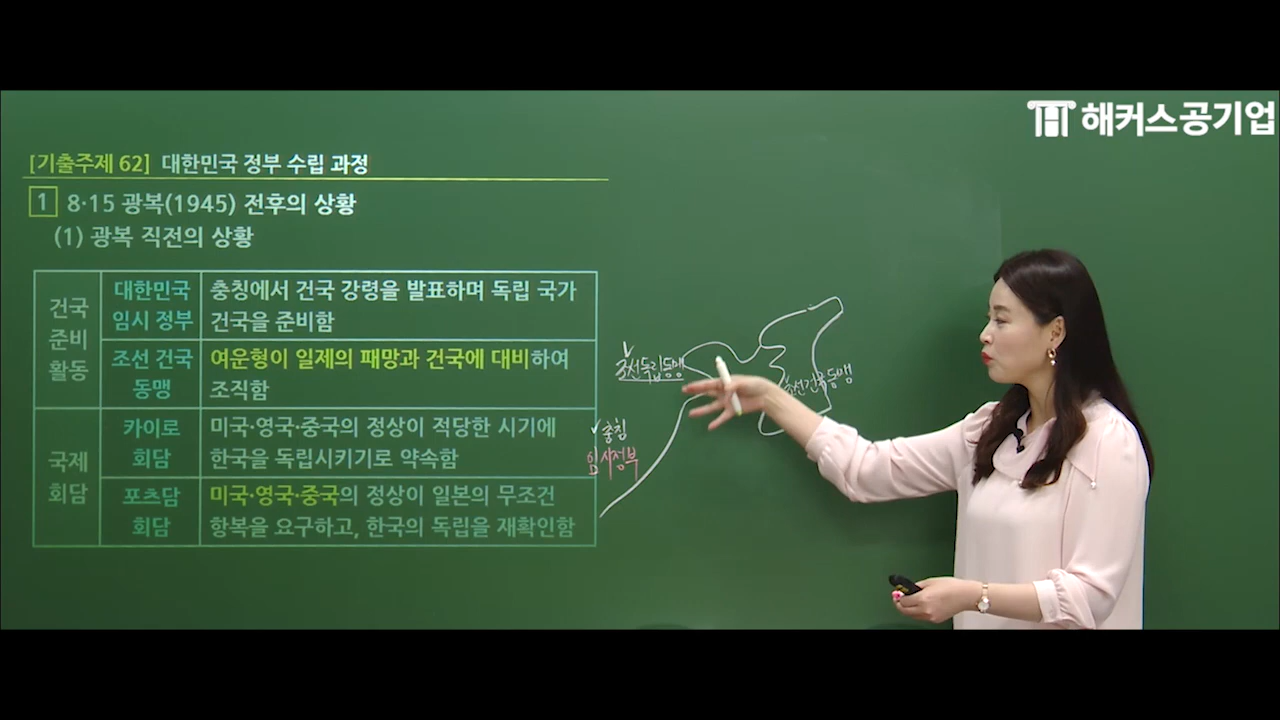 해커스공기업
[기출주제 62] 대한민국 정부 수립 과정
1 8·15 광복(1945) 전후의 상황
(1) 광복 직전의 상황
건국
준비
활동
대한민국
임시 정부
충칭에서 건국 강령을 발표하며 독립 국가
건국을 준비함
조선 건국
동맹
여운형이 일제의 패망과 건국에 대비하여
조직함
국제
회담
카이로
회담
미국·영국·중국의 정상이 적당한 시기에
한국을 독립시키기로 약속함
포츠담
회담
미국·영국·중국의 정상이 일본의 무조건
항복을 요구하고, 한국의 독립을 재확인함
조선독립동맹
조선건국동맹
충칭
임시정부